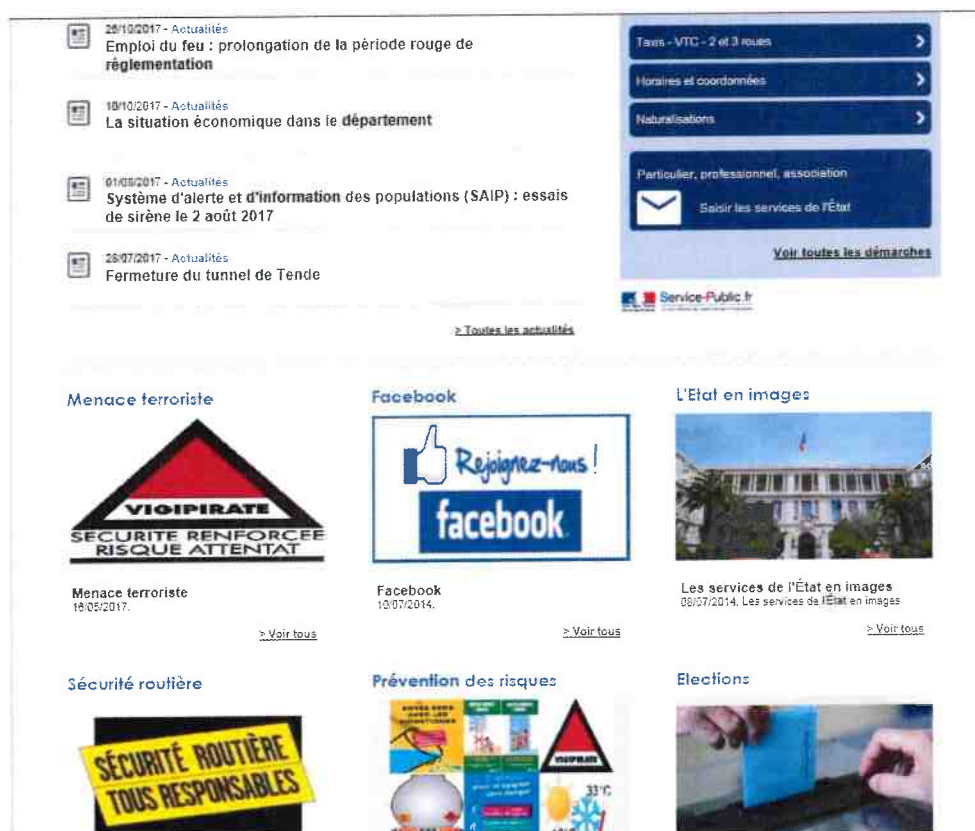 26/10/2017 - Actualités
Emploi du feu : prolongation de la période rouge de
réglementation
10/10/2017 - Actualités
La situation économique dans le département
01/08/2017 - Actualités
Système d'alerte et d'information des populations (SAIP) : essais
de sirène le 2 août 2017
28/07/2017 - Actualités
Fermeture du tunnel de Tende
> Toutes les actualités
Taxis - VTC - 2 et 3 roues
Horaires et coordonnées
Naturalisations
Particulier, professionnel, association
Saisir les services de l'État
Voir toutes les démarches
Service-Public.fr
Menace terroriste
VIGIPIRATE
SÉCURITÉ RENFORCÉE
RISQUE ATTENTAT
Menace terroriste
16/05/2017.
> Voir tous
Facebook
Rejoignez-nous !
facebook
Facebook
10/07/2014.
> Voir tous
L'Etat en images
Les services de l'État en images
08/07/2014. Les services de l'État en images
> Voir tous
Sécurité routière
SÉCURITÉ ROUTIÈRE
TOUS RESPONSABLES
Prévention des risques
VIGIPIRATE
33°C
Elections